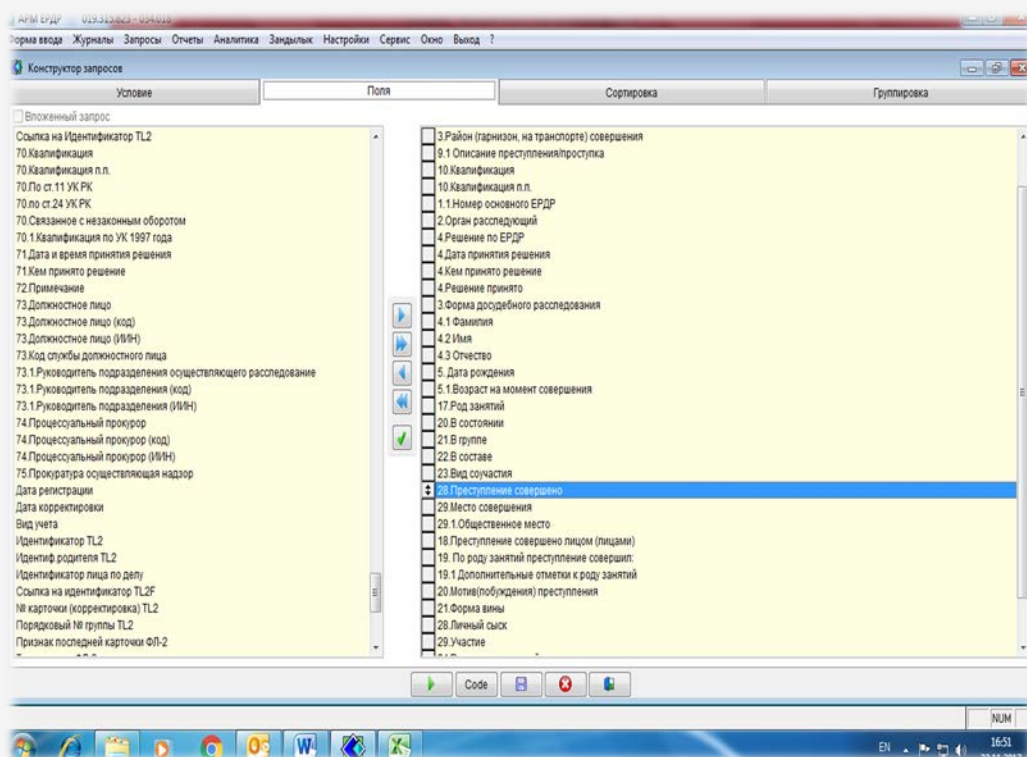 АРМ ЕРДР 019.315.823 - 034.018
Форма ввода Журналы Запросы Отчеты Аналитика Зандылык Настройки Сервис Окно Выход ?
Конструктор запросов
Условие Поля Сортировка Группировка
Вложенный запрос
Ссылка на Идентификатор TL2
70.Квалификация
70.Квалификация п.п.
70.По ст.11 УК РК
70.по ст.24 УК РК
70.Связанное с незаконным оборотом
70.1.Квалификация по УК 1997 года
71.Дата и время принятия решения
71.Кем принято решение
72.Примечание
73.Должностное лицо
73.Должностное лицо (код)
73.Должностное лицо (ИИН)
73.Код службы должностного лица
73.1.Руководитель подразделения осуществляющего расследование
73.1.Руководитель подразделения (код)
73.1.Руководитель подразделения (ИИН)
74.Процессуальный прокурор
74.Процессуальный прокурор (код)
74.Процессуальный прокурор (ИИН)
75.Прокуратура осуществляющая надзор
Дата регистрации
Дата корректировки
Вид учета
Идентификатор TL2
Идентиф.родителя TL2
Идентификатор лица по делу
Ссылка на идентификатор TL2F
№ карточки (корректировка) TL2
Порядковый № группы TL2
Признак последней карточки ФЛ-2
3.Район (гарнизон, на транспорте) совершения
9.1 Описание преступления/проступка
10.Квалификация
10.Квалификация п.п.
1.1.Номер основного ЕРДР
2.Орган расследующий
4.Решение по ЕРДР
4.Дата принятия решения
4.Кем принято решение
4.Решение принято
3.Форма досудебного расследования
4.1 Фамилия
4.2 Имя
4.3 Отчество
5. Дата рождения
5.1.Возраст на момент совершения
17.Род занятий
20.В состоянии
21.В группе
22.В составе
23.Вид соучастия
28.Преступление совершено
29.Место совершения
29.1.Общественное место
18.Преступление совершено лицом (лицами)
19. По роду занятий преступление совершил:
19.1 Дополнительные отметки к роду занятий
20.Мотив(побуждения) преступления
21.Форма вины
28.Личный сыск
29.Участие
Code
NUM
EN 16:51